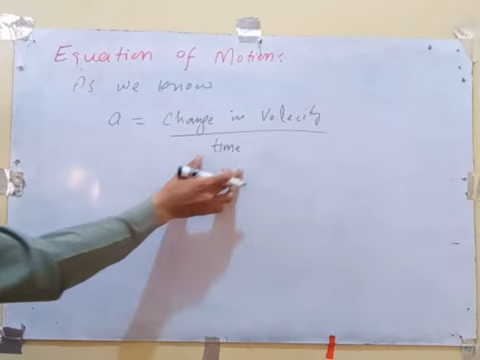 Equation of Motion:
As we know
a = Change in Velocity
time